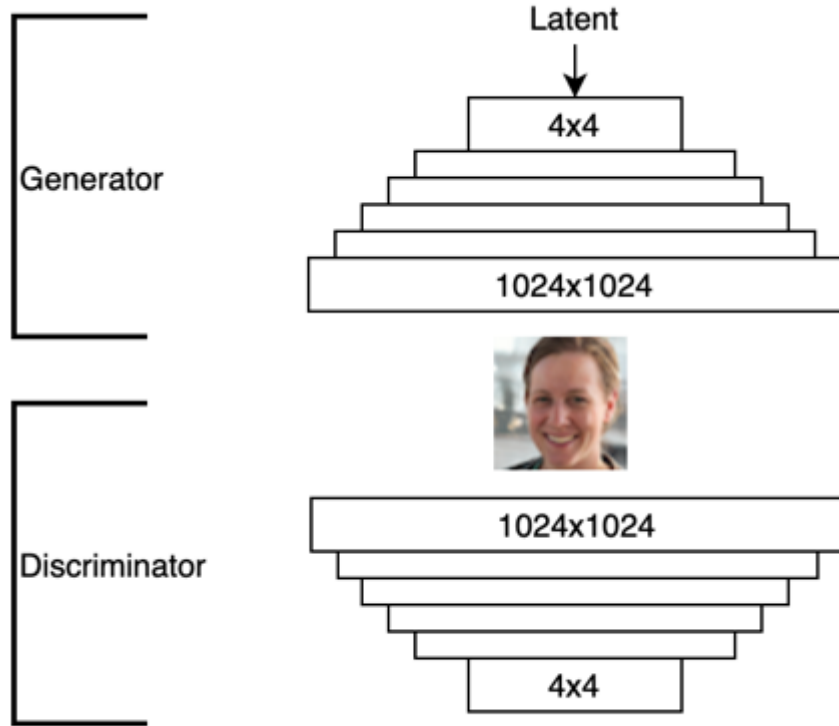 Latent
4x4
Generator
1024x1024
1024x1024
Discriminator
4x4